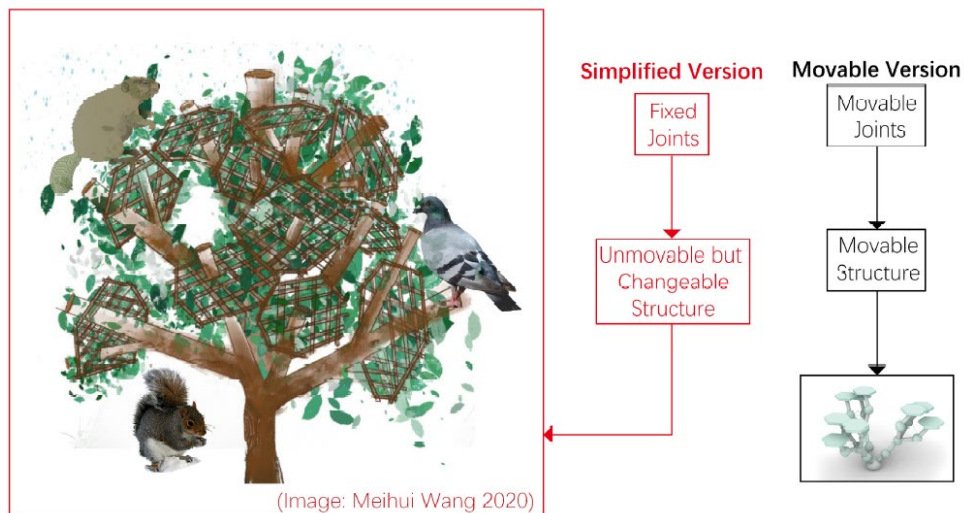 Simplified Version
Fixed
Joints
Unmovable but
Changeable
Structure
Movable Version
Movable
Joints
Movable
Structure
(Image: Meihui Wang 2020)